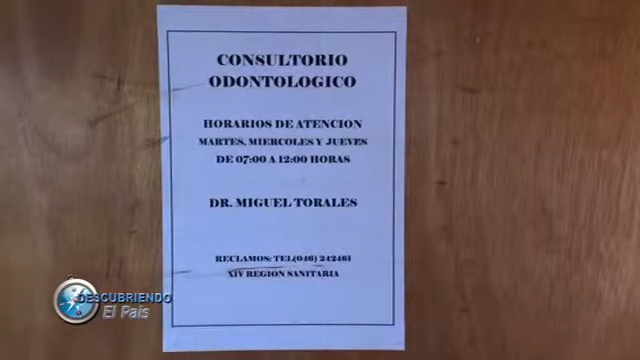 CONSULTORIO
ODONTOLOGICO
HORARIOS DE ATENCION
MARTES, MIERCOLES Y JUEVES
DE 07:00 A 12:00 HORAS
DR. MIGUEL TORALES
RECLAMOS: TEL(046) 242461
XIV REGION SANITARIA
DESCUBRIENDO
El Pais